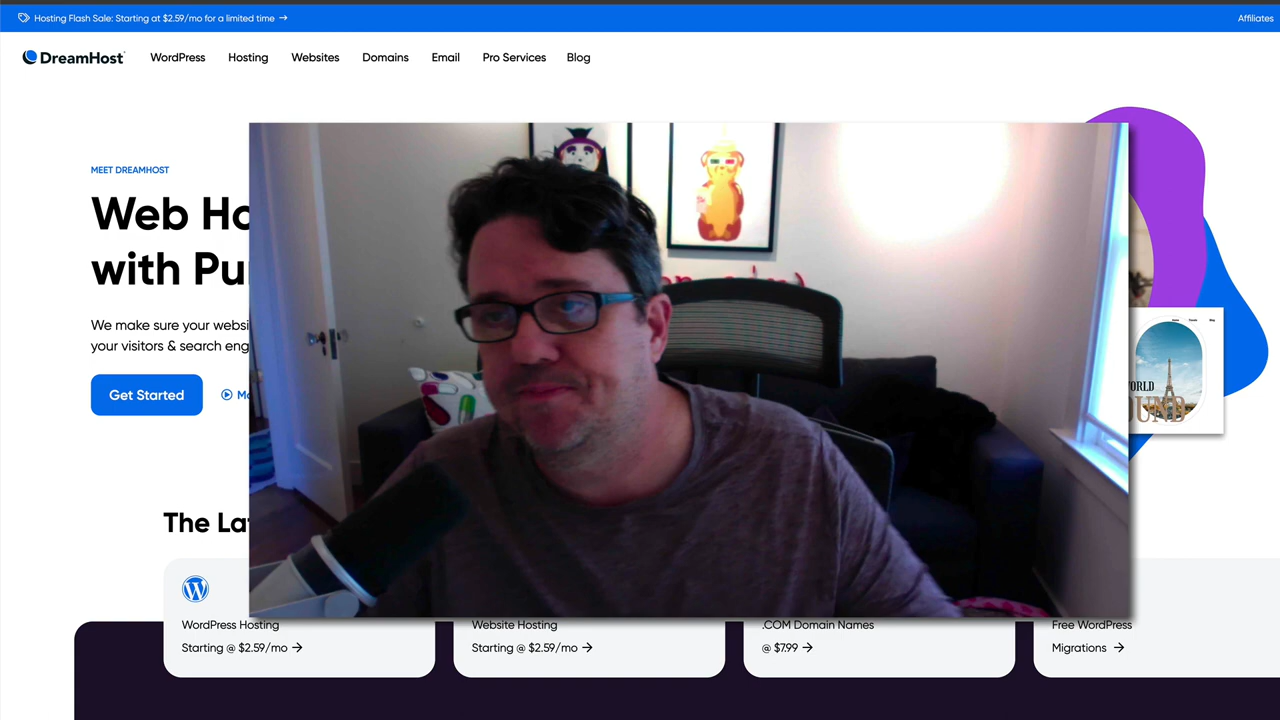 Hosting Flash Sale: Starting at $2.59/mo for a limited time →
Affiliates
DreamHost
WordPress
Hosting
Websites
Domains
Email
Pro Services
Blog
MEET DREAMHOST
Web Ho
with Pu
We make sure your websi
your visitors & search eng
Get Started
The La
WordPress Hosting
Starting @ $2.59/mo →
Website Hosting
Starting @ $2.59/mo →
.COM Domain Names
@ $7.99 →
Free WordPress
Migrations →